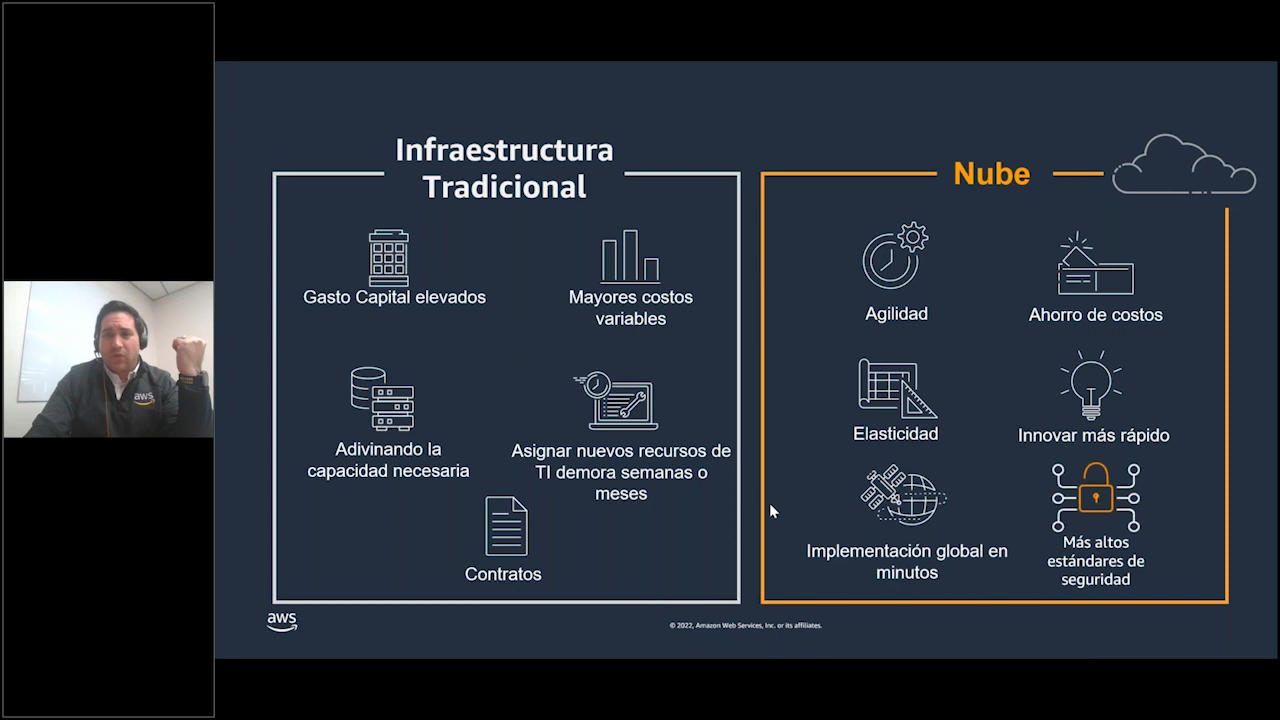 Infraestructura
Tradicional
Gasto Capital elevados
Mayores costos
variables
Adivinando la
capacidad necesaria
Asignar nuevos recursos de
TI demora semanas o
meses
Contratos
Nube
Agilidad
Ahorro de costos
Elasticidad
Innovar más rápido
Implementación global en
minutos
Más altos
estándares de
seguridad
aws
© 2022, Amazon Web Services, Inc. or its affiliates.
aws